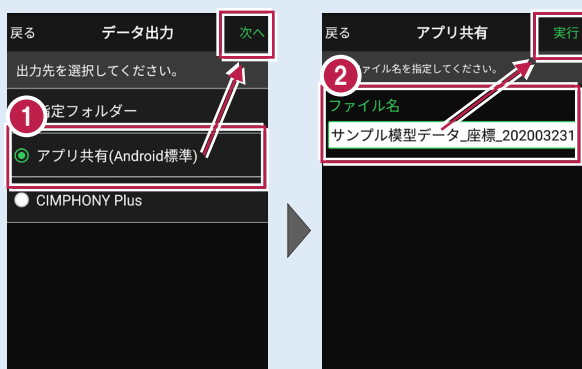 戻る データ出力 次へ
出力先を選択してください。
1
定フォルダー
アプリ共有(Android標準)
CIMPHONY Plus
戻る アプリ共有 実行
2
ァイル名を指定してください。
ファイル名
サンプル模型データ_座標_202003231